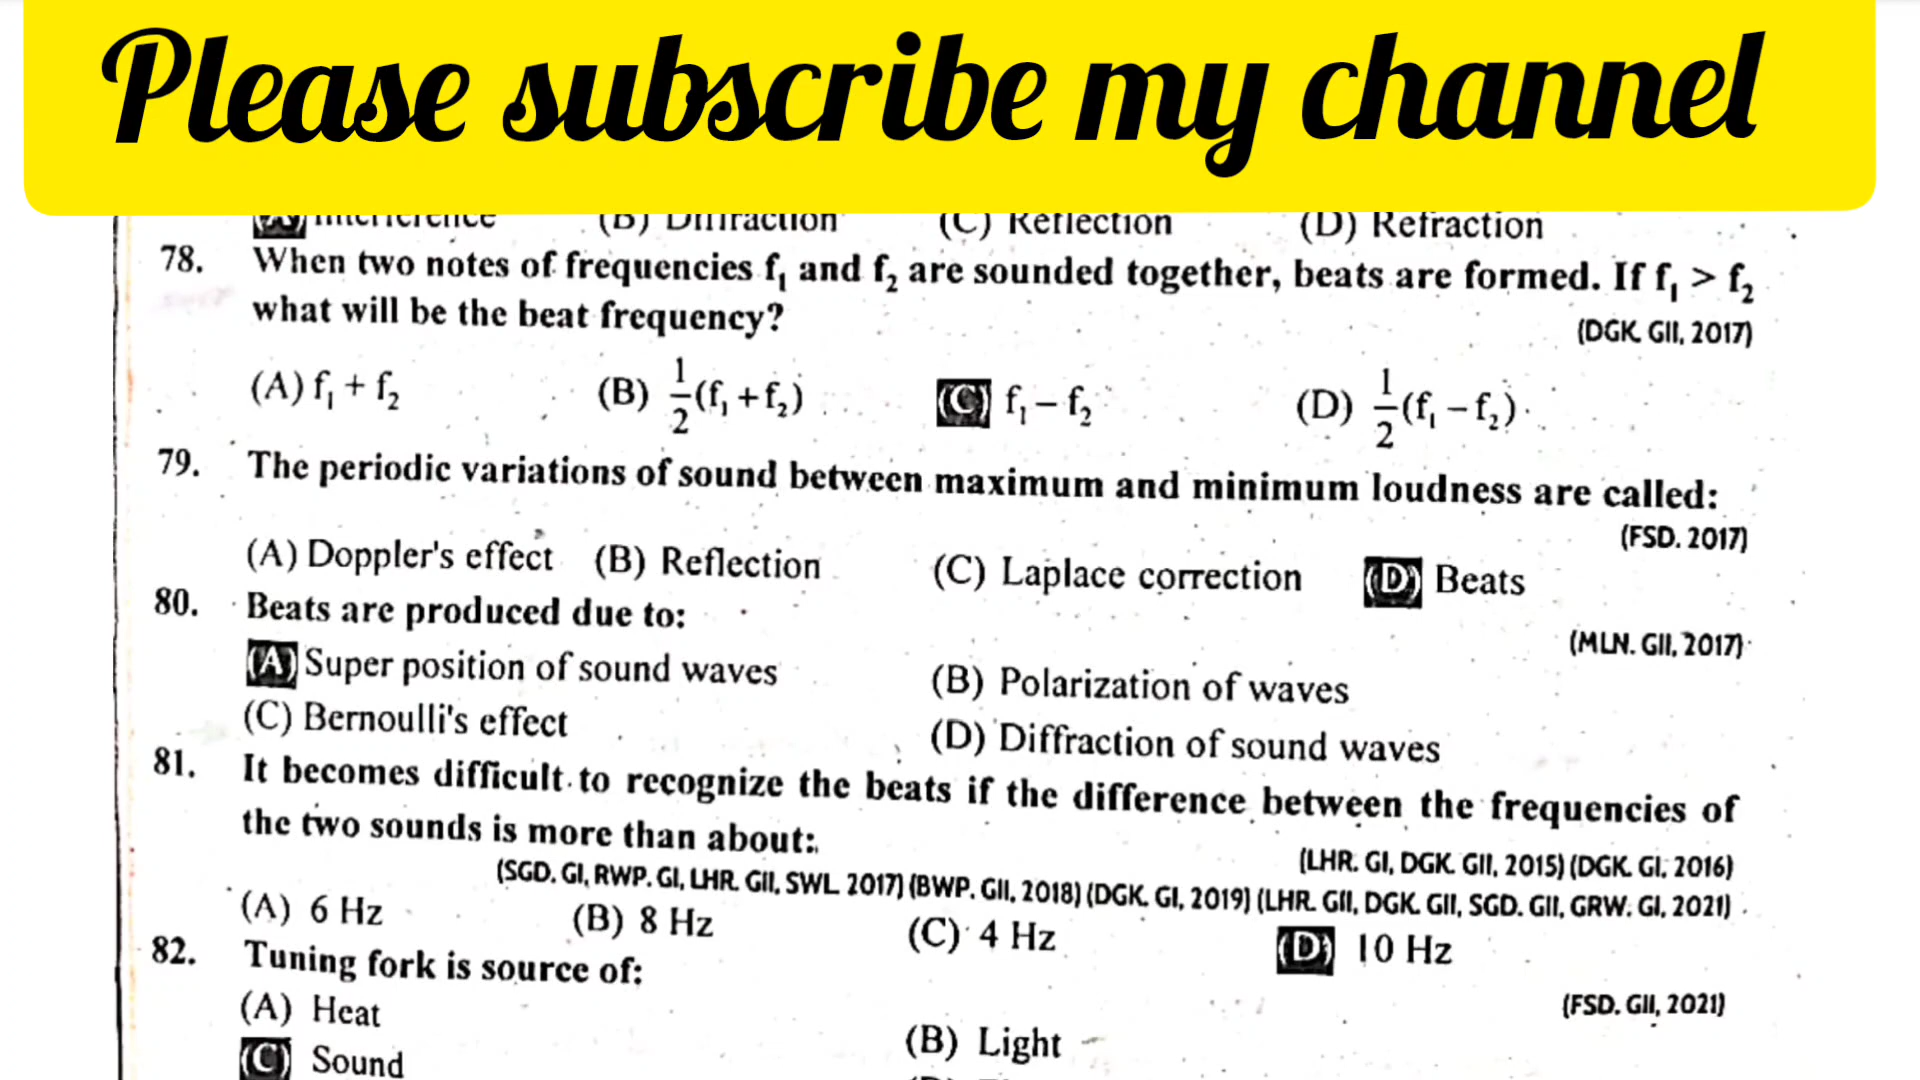 Please subscribe my channel
(A) Interference (B) Diffraction (C) Reflection (D) Refraction
78. When two notes of frequencies f₁ and f₂ are sounded together, beats are formed. If f₁ > f₂
what will be the beat frequency?
(DGK. GII, 2017)
(A) f₁ + f₂ (B) 1/2(f₁ + f₂) (C) f₁ – f₂ (D) 1/2(f₁ – f₂)
79. The periodic variations of sound between maximum and minimum loudness are called:
(FSD. 2017)
(A) Doppler's effect (B) Reflection (C) Laplace correction (D) Beats
80. Beats are produced due to:
(MLN. GII, 2017)
(A) Super position of sound waves (B) Polarization of waves
(C) Bernoulli's effect (D) Diffraction of sound waves
81. It becomes difficult to recognize the beats if the difference between the frequencies of
the two sounds is more than about:
(LHR. GI, DGK. GII, 2015) (DGK. GI, 2016)
(SGD. GI, RWP. GI, LHR. GII, SWL. 2017) (BWP. GII, 2018) (DGK. GI, 2019) (LHR. GII, DGK. GII, SGD. GII, GRW. GI, 2021)
(A) 6 Hz (B) 8 Hz (C) 4 Hz (D) 10 Hz
82. Tuning fork is source of:
(FSD. GII, 2021)
(A) Heat (B) Light
(C) Sound